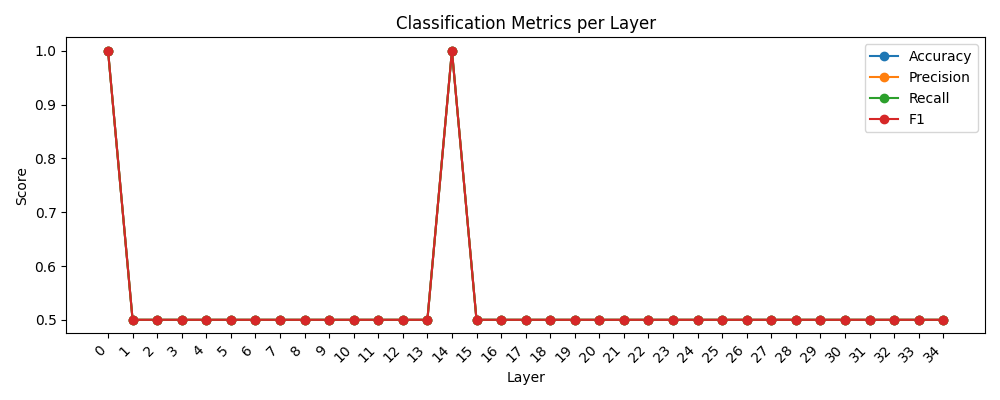 Classification Metrics per Layer
Accuracy
Precision
Recall
F1
Score
1.0
0.9
0.8
0.7
0.6
0.5
0 1 2 3 4 5 6 7 8 9 10 11 12 13 14 15 16 17 18 19 20 21 22 23 24 25 26 27 28 29 30 31 32 33 34
Layer